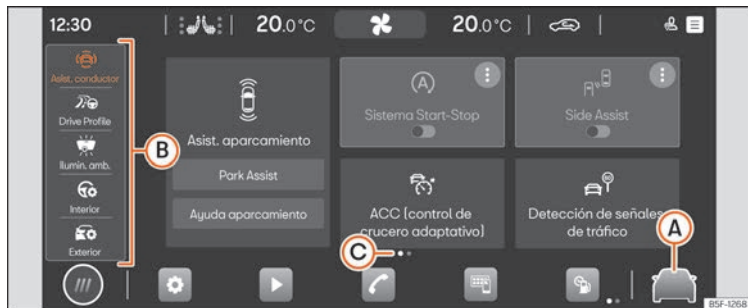 12:30
20.0°C
20.0°C
Asist. conductor
Drive Profile
Ilumin. amb.
Interior
Exterior
B
Asist. aparcamiento
Park Assist
Ayuda aparcamiento
A
Sistema Start-Stop
Side Assist
ACC (control de
crucero adaptativo)
Detección de señales
de tráfico
A
C
B5F-1268